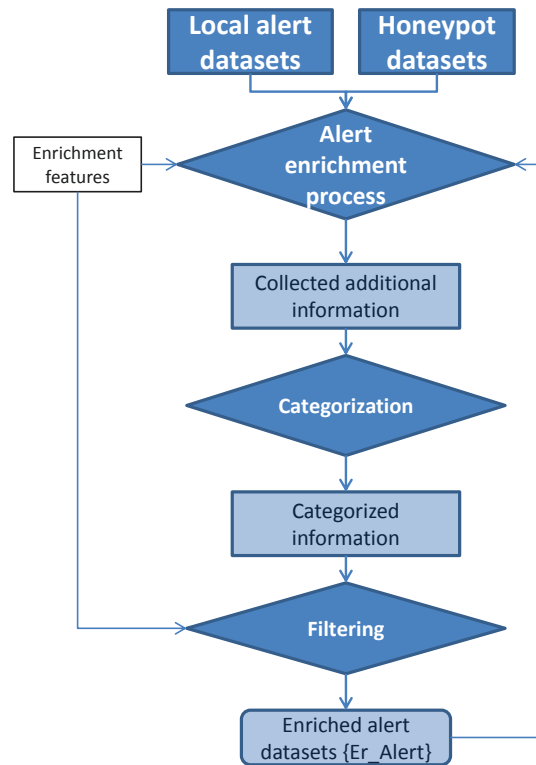 Local alert
datasets
Honeypot
datasets
Alert
enrichment
process
Enrichment
features
Collected additional
information
Categorization
Categorized
information
Filtering
Enriched alert
datasets {Er_Alert}